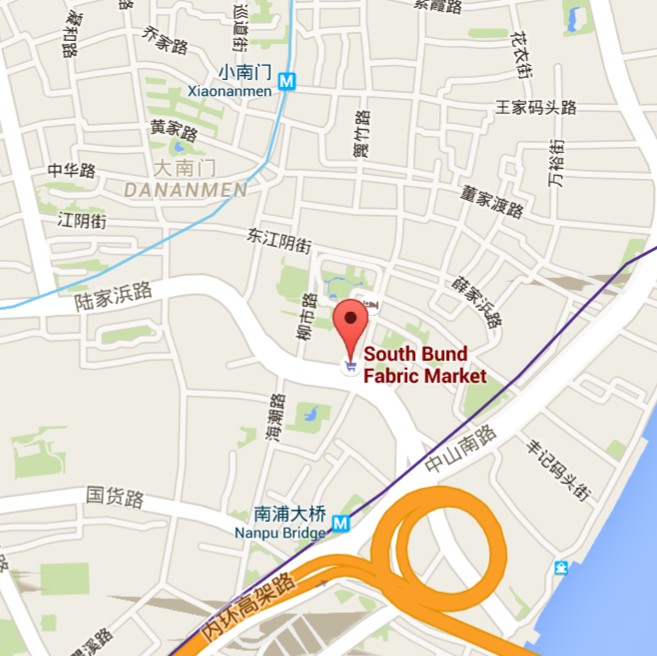 紫霞路
凝和路
巡道街
路
乔家路
花衣街
小南门
Xiaonanmen
王家码头路
黄家路
篾竹路
万裕街
中华路
大南门
DANANMEN
董家渡路
江阴街
东江阴街
陆家浜路
柳市路
薛家浜路
South Bund
Fabric Market
海潮路
中山南路
丰记码头街
国货路
南浦大桥
Nanpu Bridge
内环高架路
路